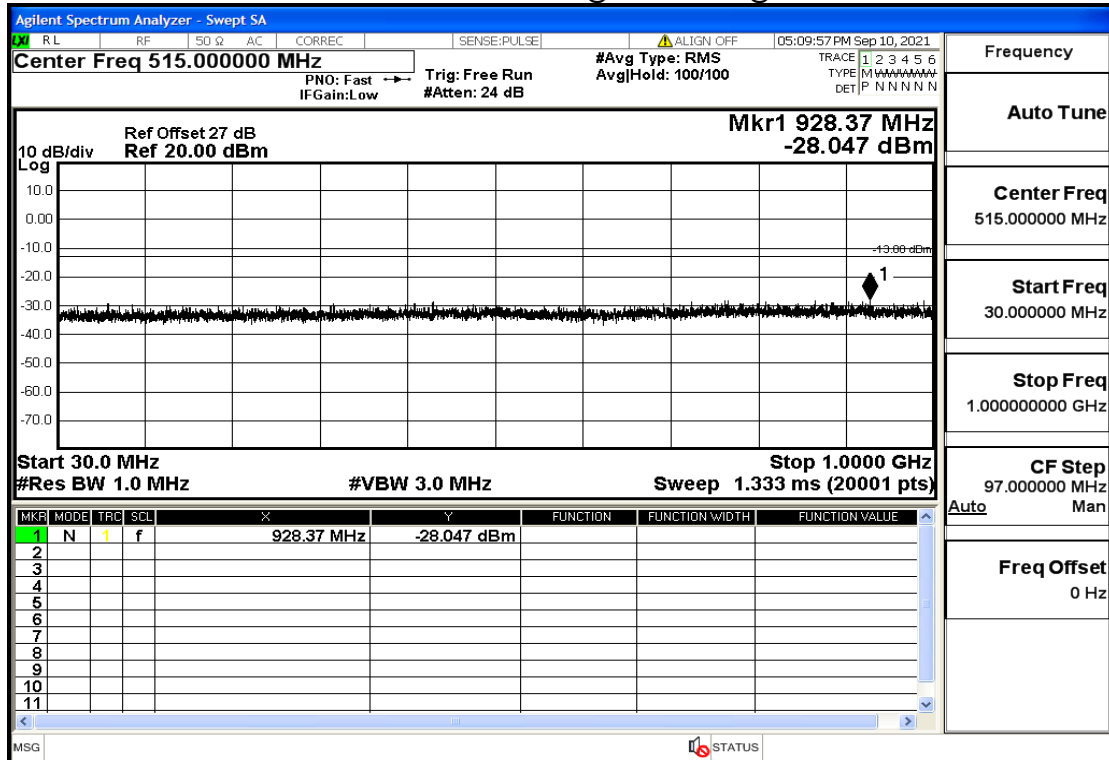 Agilent Spectrum Analyzer - Swept SA
LXI RL RF 50 Ω AC CORREC SENSE:PULSE ALIGN OFF 05:09:57 PM Sep 10, 2021
Center Freq 515.000000 MHz
PNO: Fast
IFGain:Low
Trig: Free Run
#Atten: 24 dB
#Avg Type: RMS
Avg|Hold: 100/100
TRACE 1 2 3 4 5 6
TYPE M
DET P N N N N N
Mkr1 928.37 MHz
-28.047 dBm
Ref Offset 27 dB
10 dB/div Ref 20.00 dBm
Log
10.0
0.00
-10.0
-13.00 dBm
-20.0
1
-30.0
-40.0
-50.0
-60.0
-70.0
Start 30.0 MHz Stop 1.0000 GHz
#Res BW 1.0 MHz #VBW 3.0 MHz Sweep 1.333 ms (20001 pts)
MKR MODE TRC SCL X Y FUNCTION FUNCTION WIDTH FUNCTION VALUE
1 N 1 f 928.37 MHz -28.047 dBm
2
3
4
5
6
7
8
9
10
11
MSG STATUS
Frequency
Auto Tune
Center Freq
515.000000 MHz
Start Freq
30.000000 MHz
Stop Freq
1.000000000 GHz
CF Step
97.000000 MHz
Auto Man
Freq Offset
0 Hz